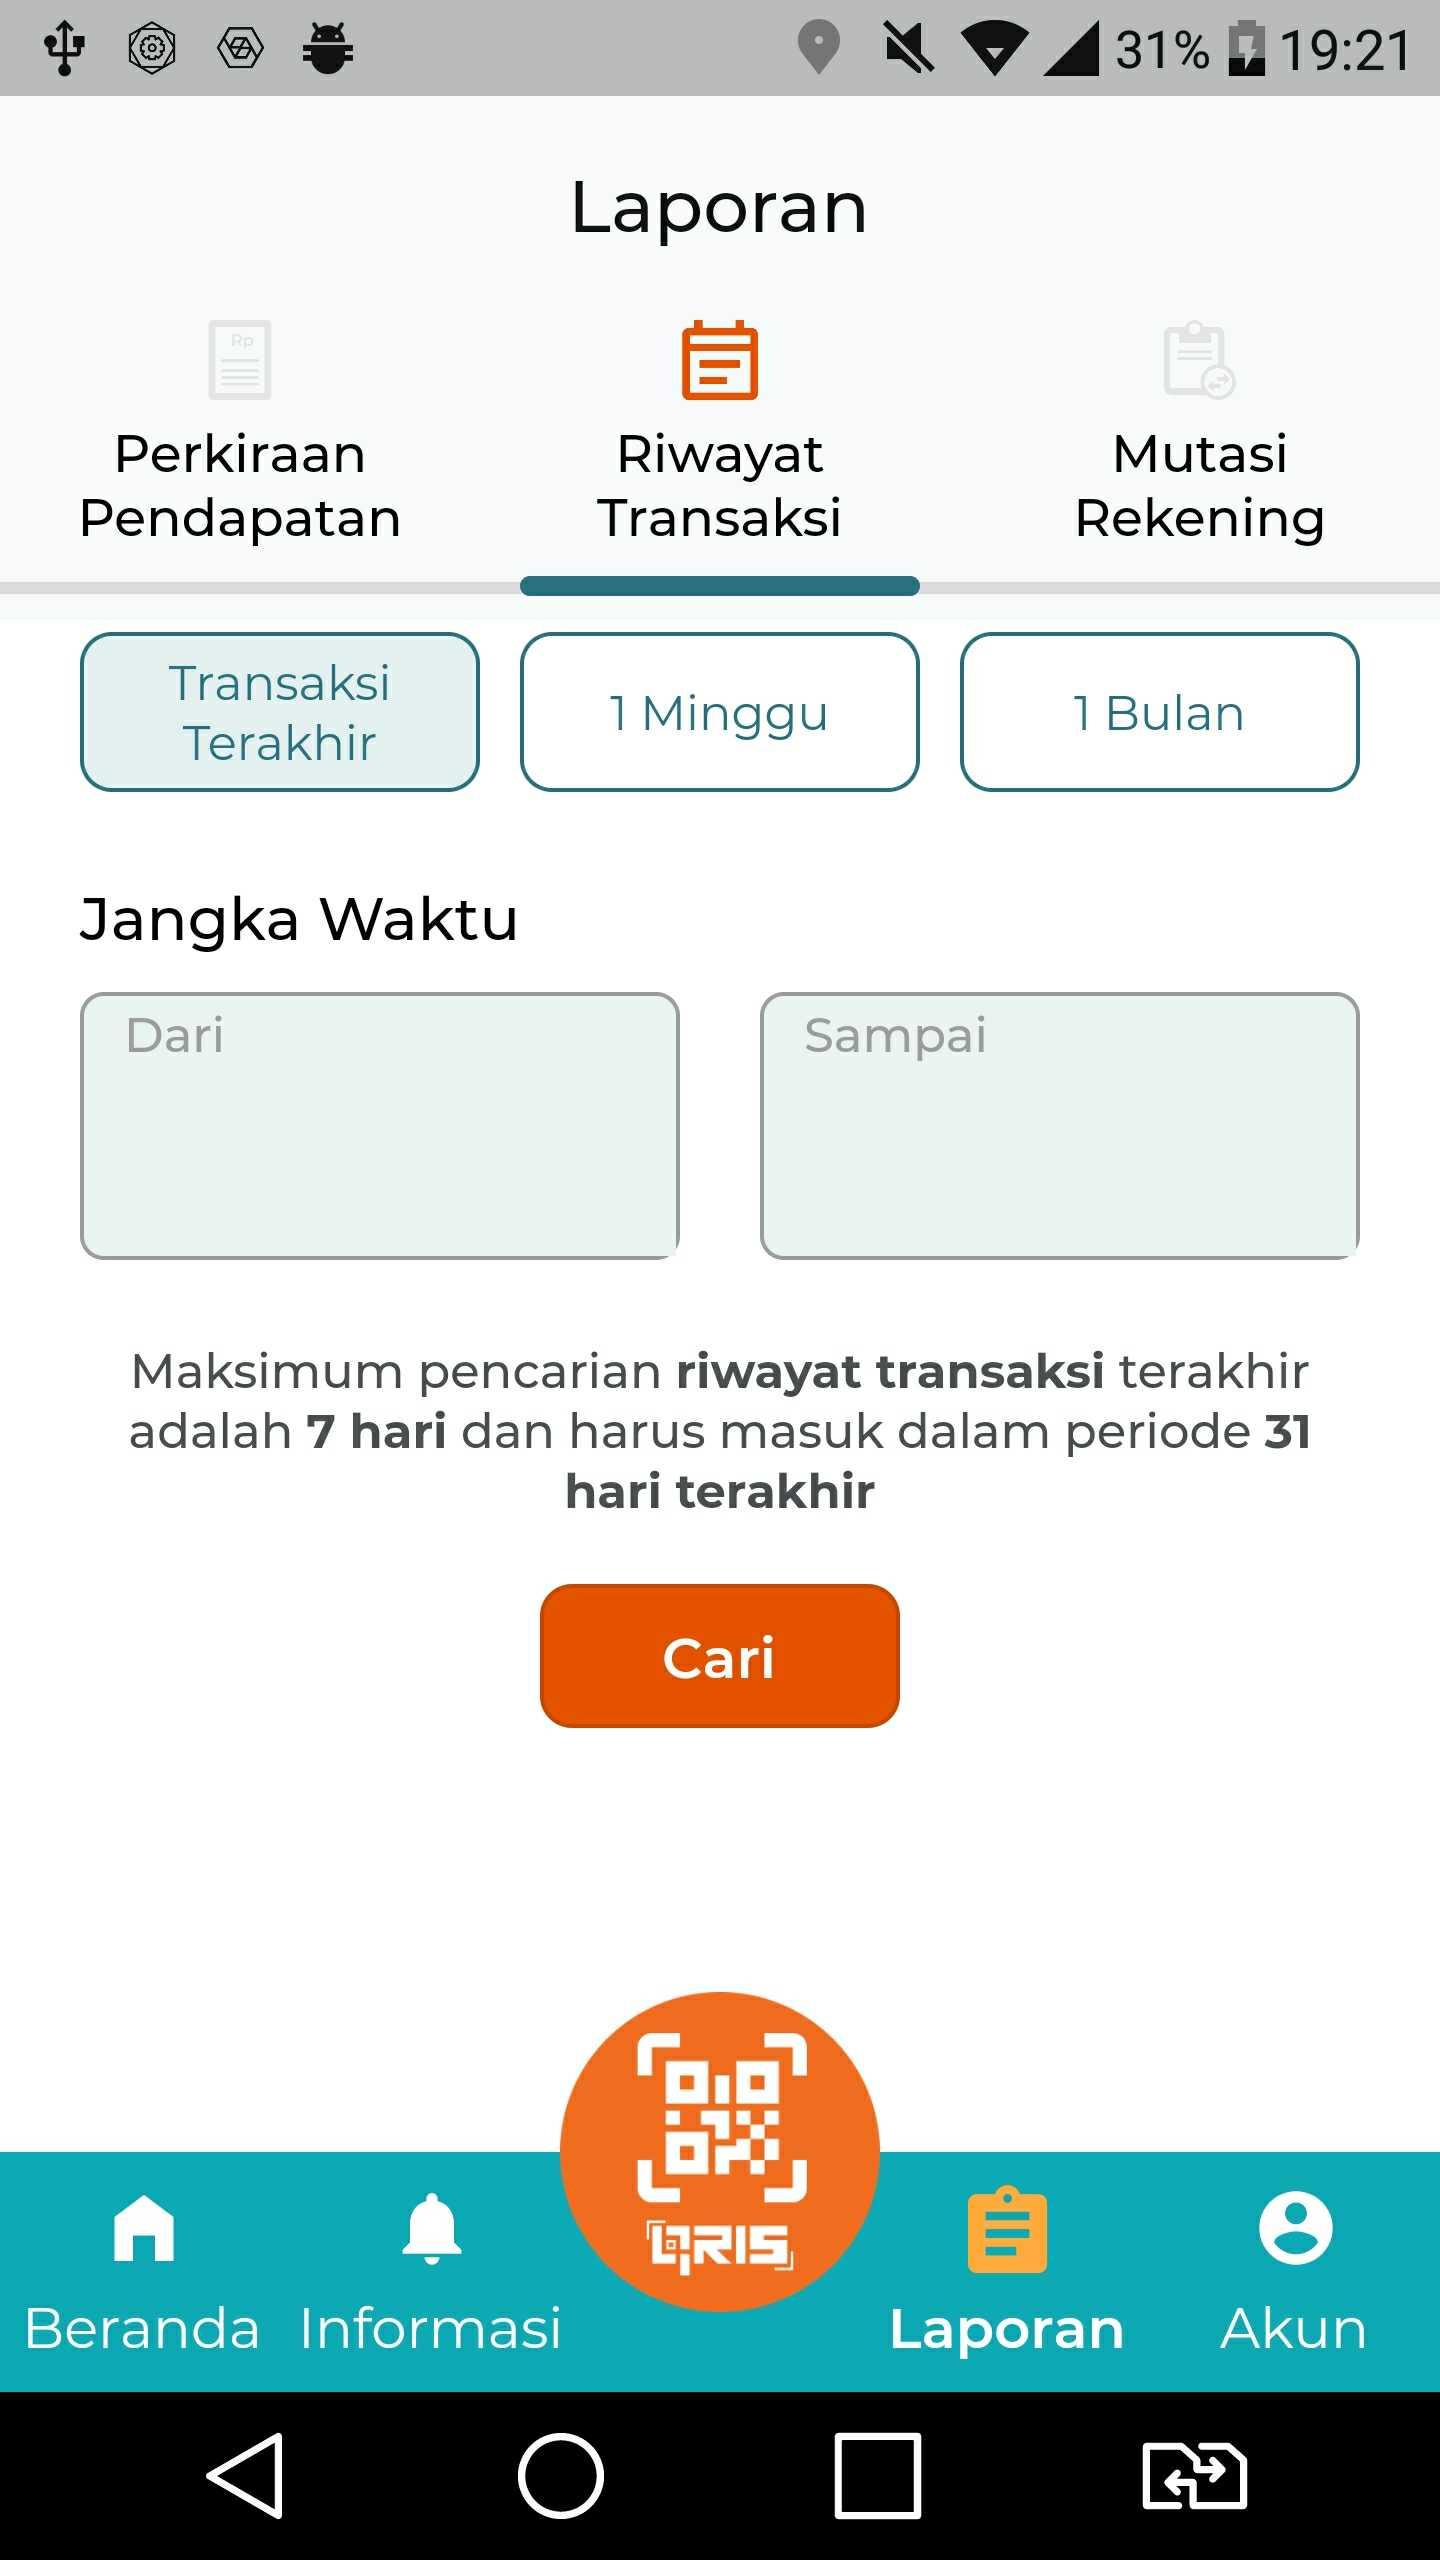 31% 19:21
Laporan
Rp
Perkiraan
Pendapatan
Riwayat
Transaksi
Mutasi
Rekening
Transaksi
Terakhir
1 Minggu
1 Bulan
Jangka Waktu
Dari
Sampai
Maksimum pencarian riwayat transaksi terakhir
adalah 7 hari dan harus masuk dalam periode 31
hari terakhir
Cari
QRIS
Beranda
Informasi
Laporan
Akun